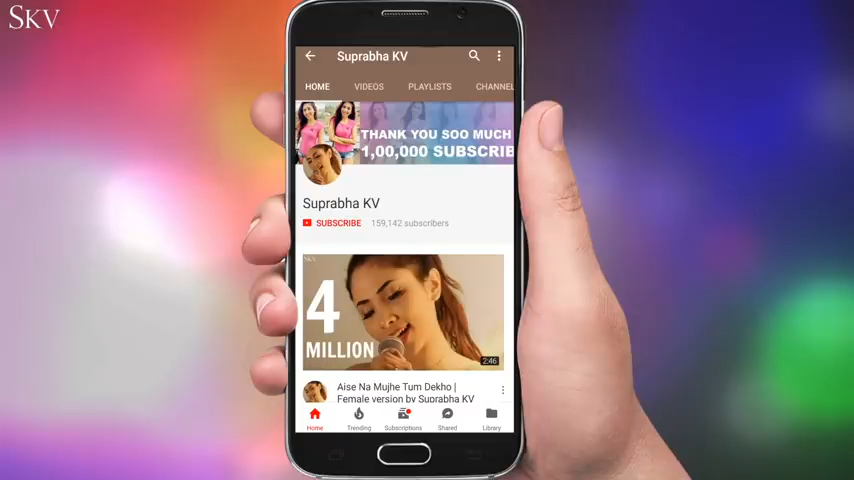 SKV
Suprabha KV
HOME VIDEOS PLAYLISTS CHANNEL
THANK YOU SOO MUCH
1,00,000 SUBSCRIB
Suprabha KV
SUBSCRIBE 159,142 subscribers
SKV
4
MILLION
2:46
Aise Na Mujhe Tum Dekho |
Female version by Suprabha KV
Home Trending Subscriptions Shared Library